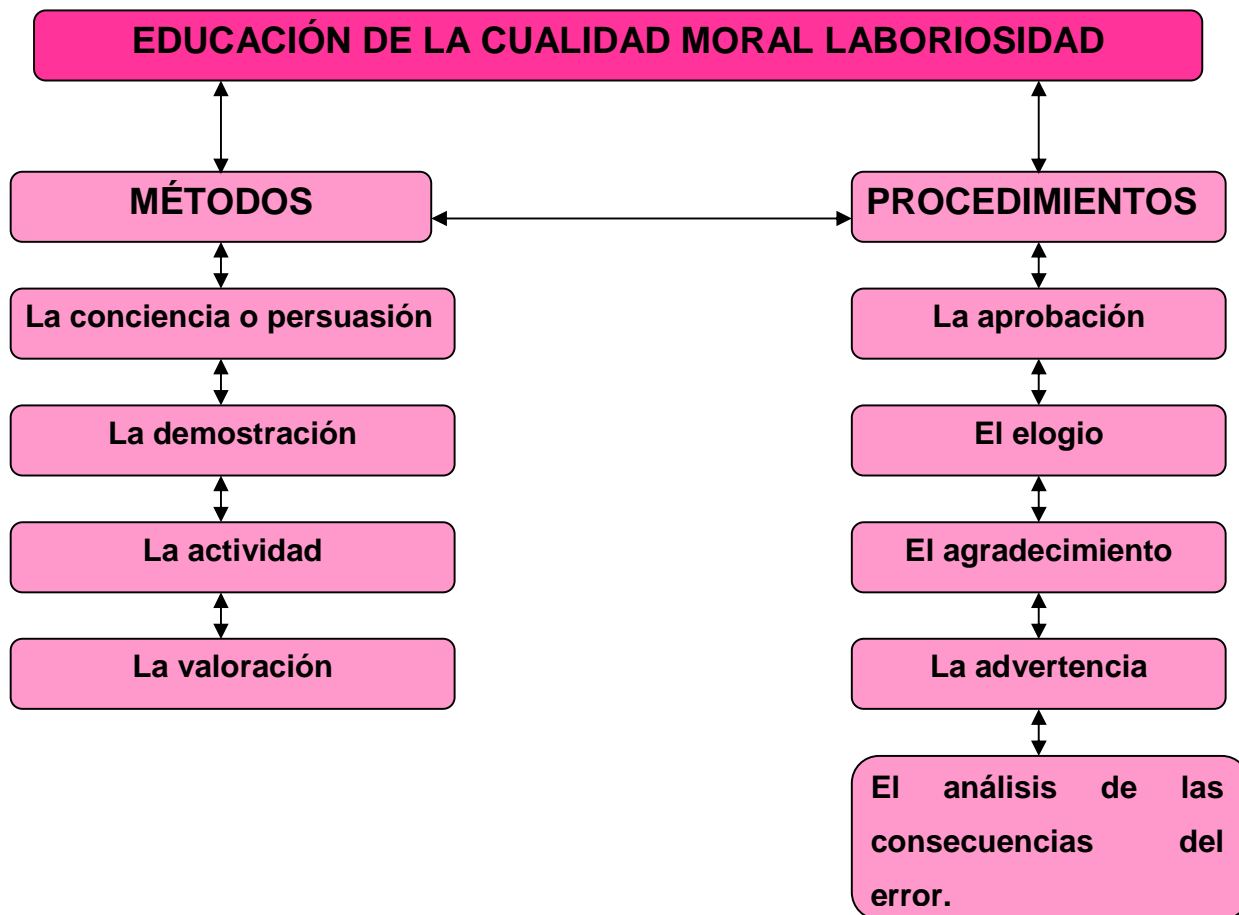 EDUCACIÓN DE LA CUALIDAD MORAL LABORIOSIDAD
MÉTODOS
PROCEDIMIENTOS
La conciencia o persuasión
La aprobación
La demostración
El elogio
La actividad
El agradecimiento
La valoración
La advertencia
El análisis de las
consecuencias del
error.